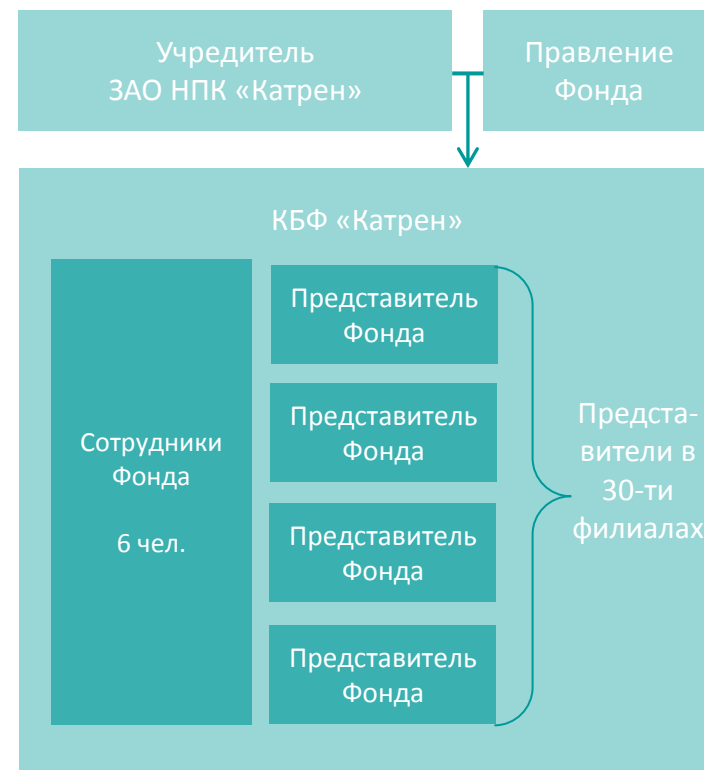 Учредитель
ЗАО НПК «Катрен»
Правление
Фонда
КБФ «Катрен»
Сотрудники
Фонда
6 чел.
Представитель
Фонда
Представитель
Фонда
Представитель
Фонда
Представитель
Фонда
Предста-
вители в
30-ти
филиалах